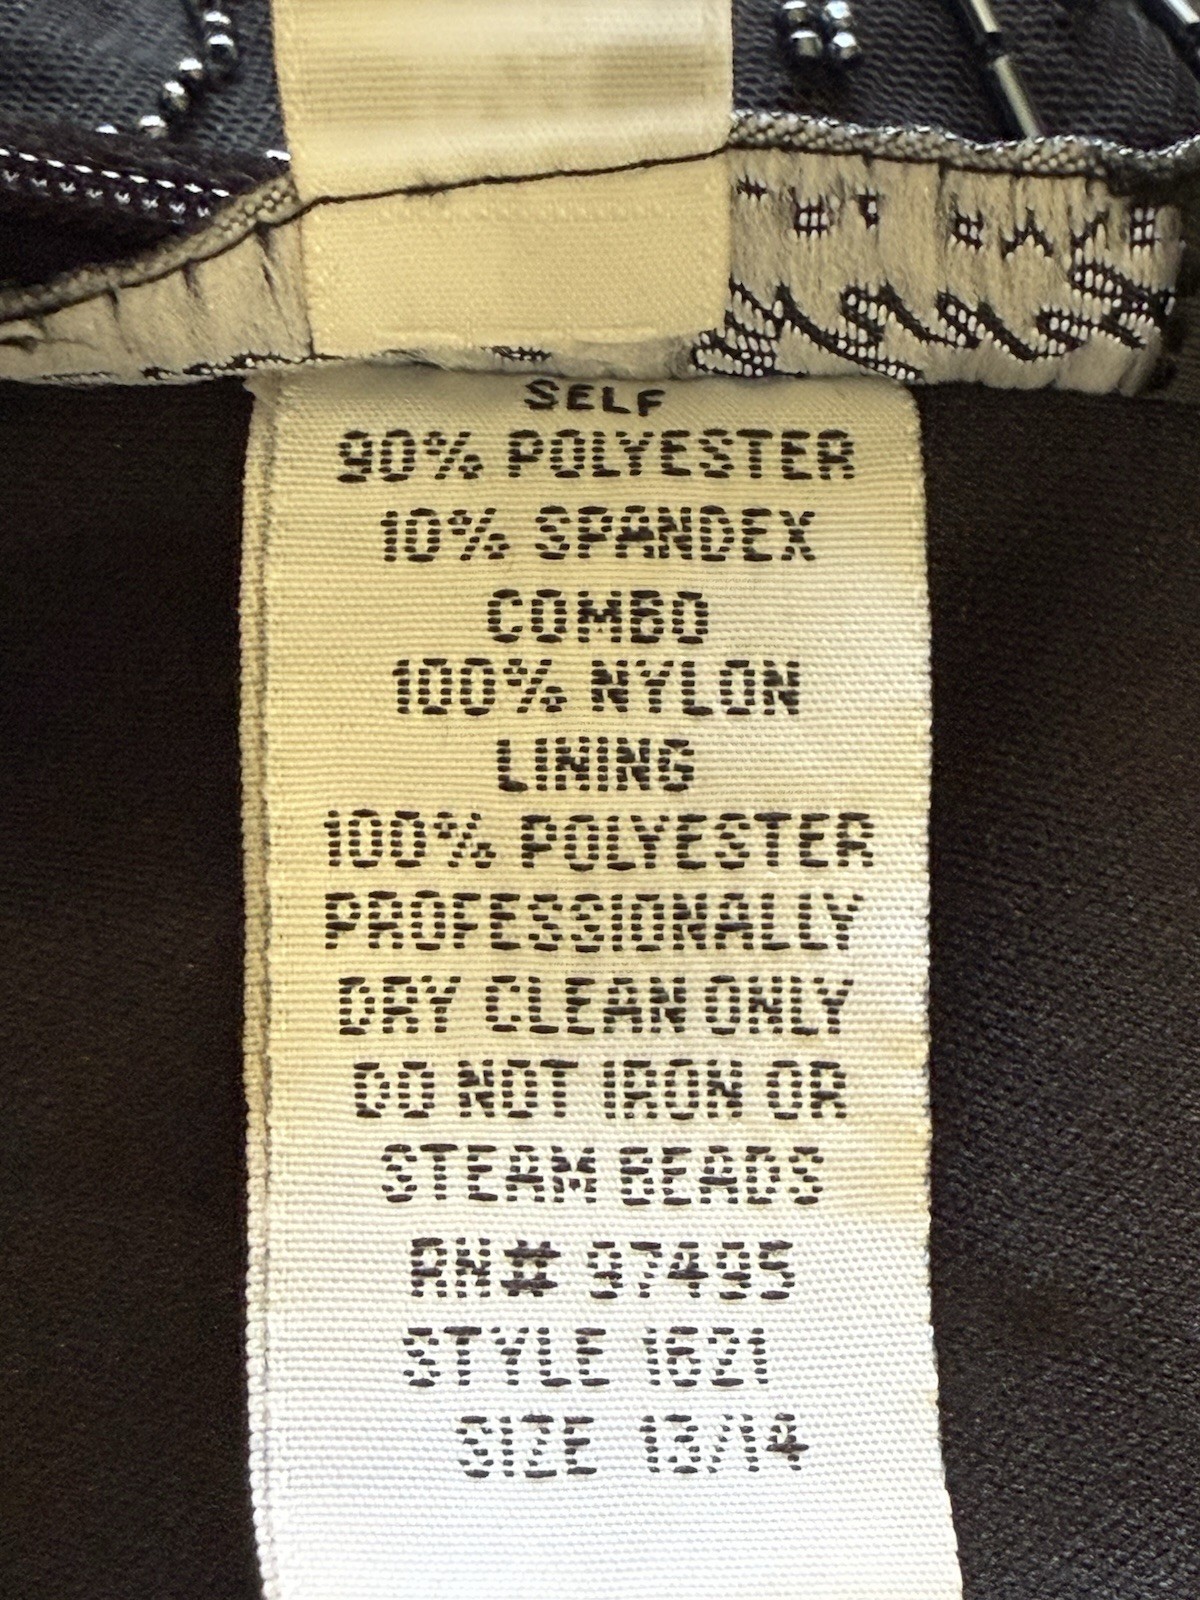 SELF
90% POLYESTER
10% SPANDEX
COMBO
100% NYLON
LINING
100% POLYESTER
PROFESSIONALLY
DRY CLEAN ONLY
DO NOT IRON OR
STEAM BEADS
RN# 97495
STYLE 1621
SIZE 13/14